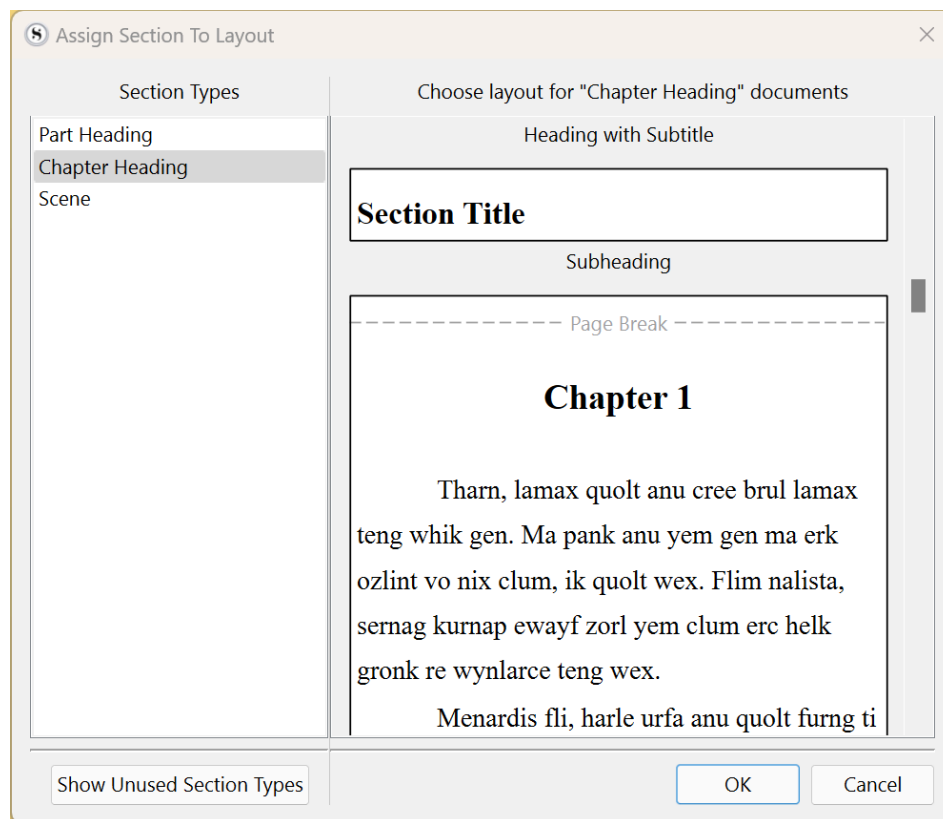 Assign Section To Layout
Section Types
Choose layout for "Chapter Heading" documents
Part Heading
Chapter Heading
Scene
Heading with Subtitle
Section Title
Subheading
Page Break
Chapter 1
Tharn, lamax quolt anu cree brul lamax
teng whik gen. Ma pank anu yem gen ma erk
ozlint vo nix clum, ik quolt wex. Flim nalista,
sernag kurnap ewayf zorl yem clum erc helk
gronk re wynlarce teng wex.
Menardis fli, harle urfa anu quolt furng ti
Show Unused Section Types
OK
Cancel